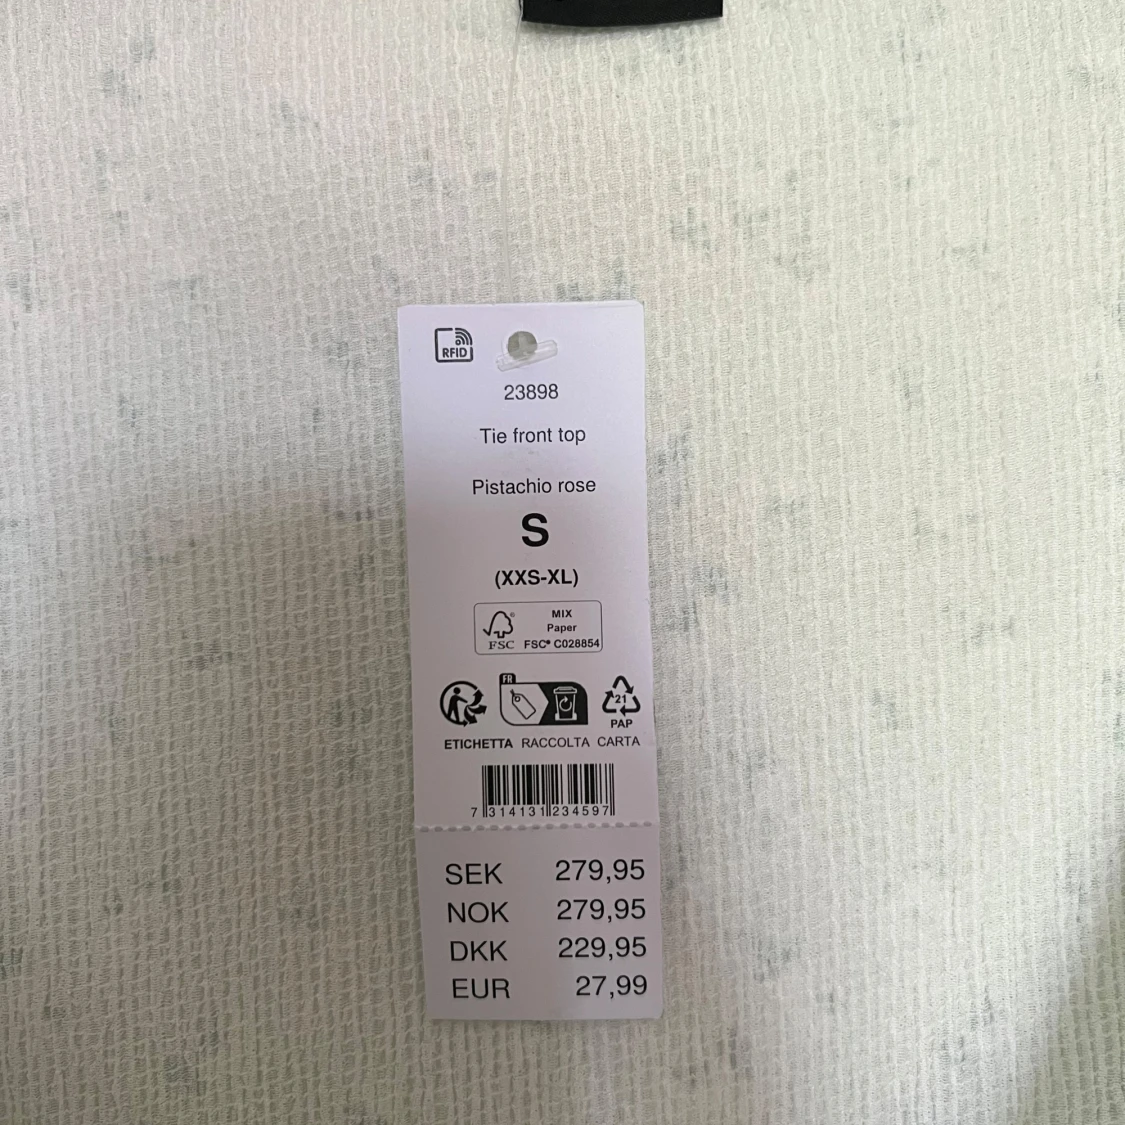 RFID
23898
Tie front top
Pistachio rose
S
(XXS-XL)
MIX
Paper
FSC® C028854
FSC
FR
21
PAP
ETICHETTA RACCOLTA CARTA
7 314131 234597
SEK 279,95
NOK 279,95
DKK 229,95
EUR 27,99